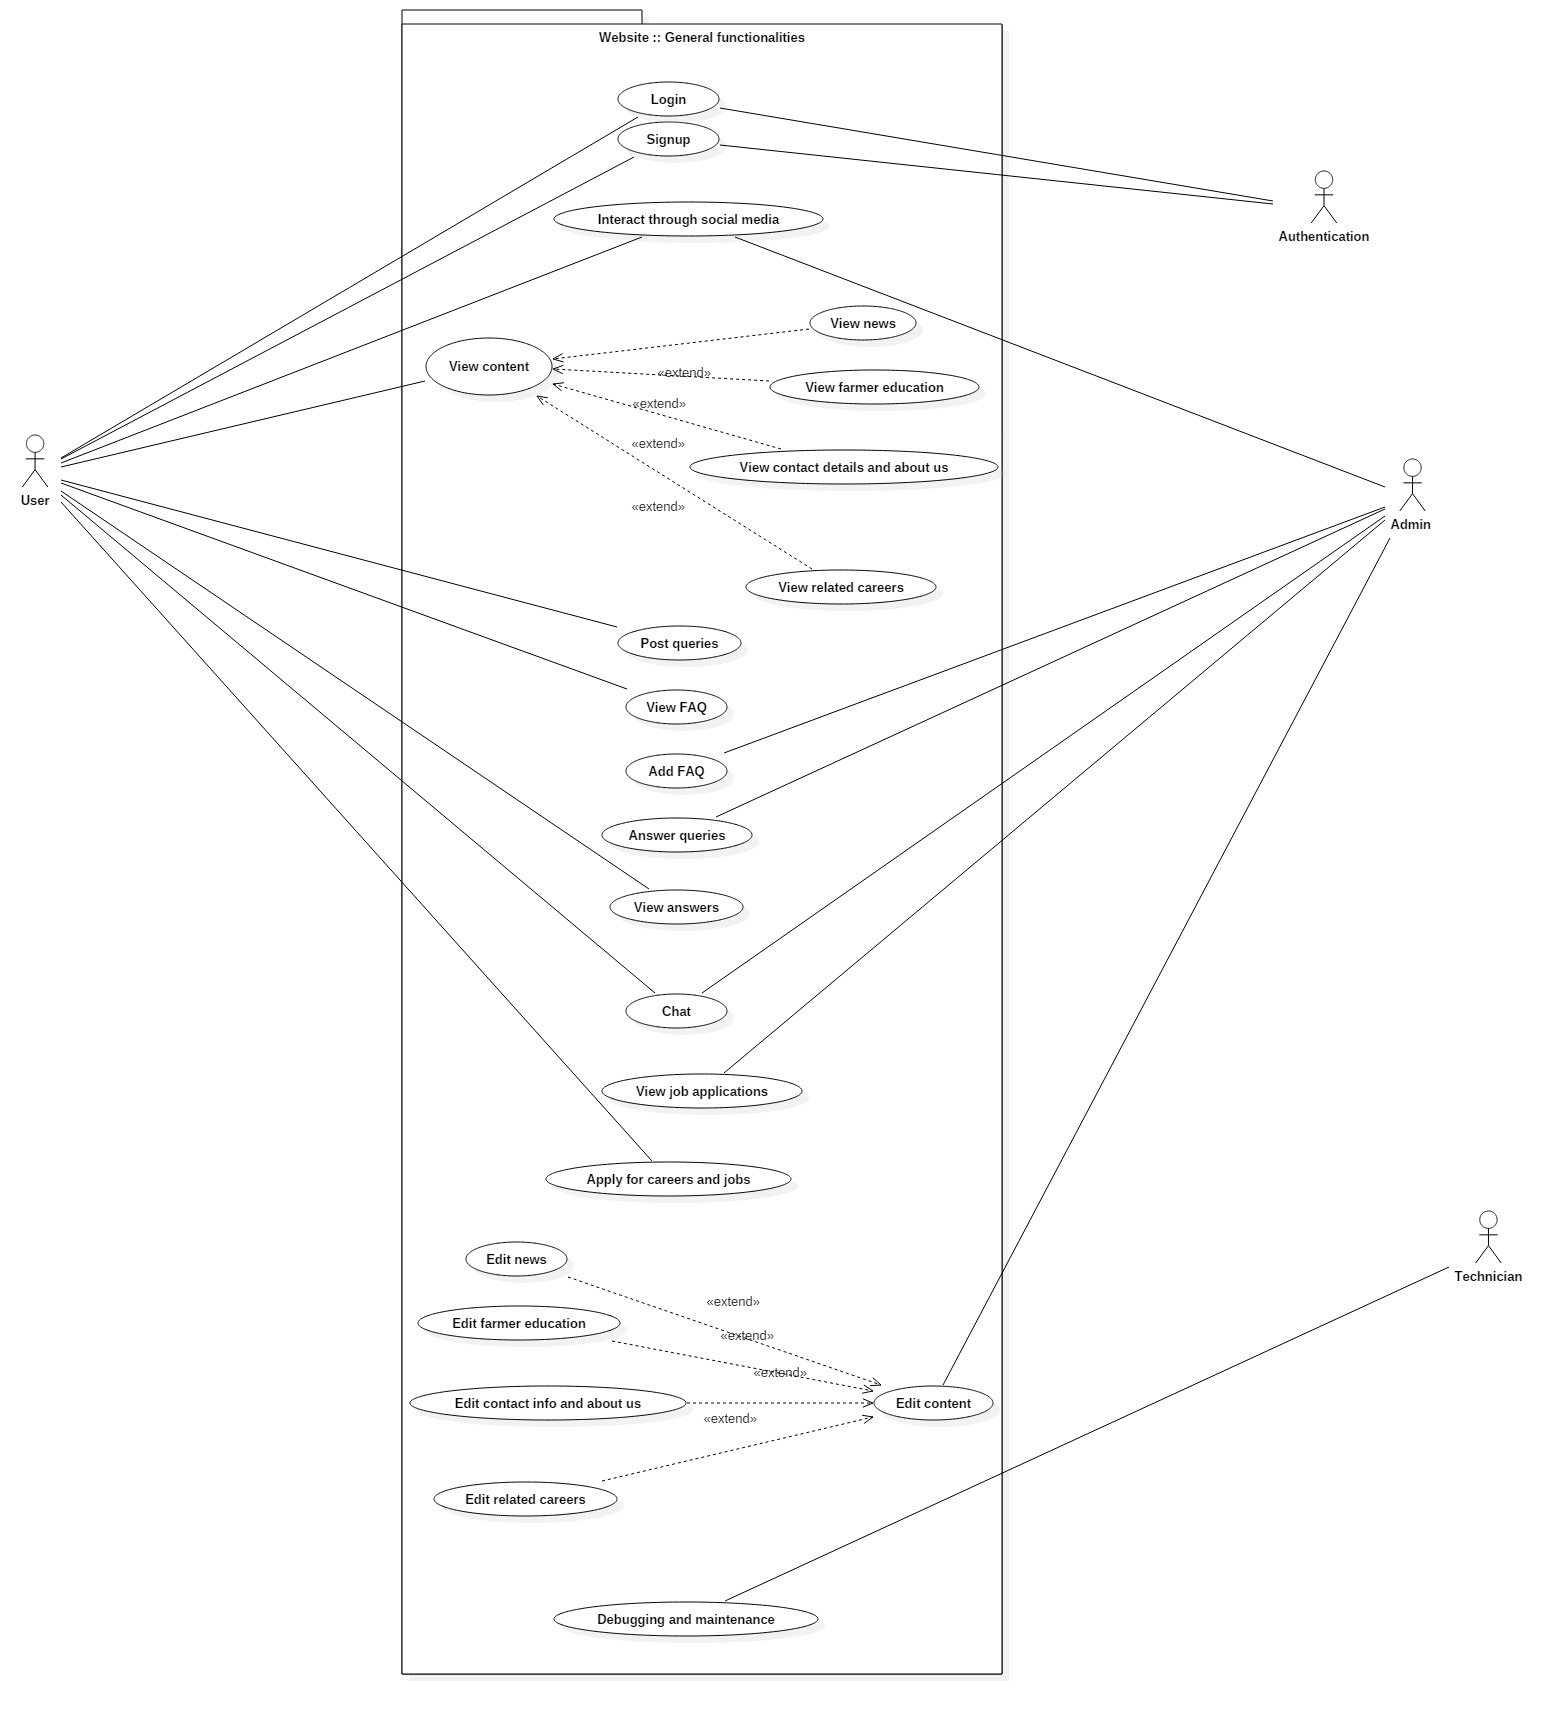 Website :: General functionalities
Login
Signup
Authentication
Interact through social media
View news
View content
«extend»
View farmer education
«extend»
«extend»
View contact details and about us
User
Admin
«extend»
View related careers
Post queries
View FAQ
Add FAQ
Answer queries
View answers
Chat
View job applications
Apply for careers and jobs
Edit news
Technician
«extend»
Edit farmer education
«extend»
«extend»
Edit contact info and about us
Edit content
«extend»
Edit related careers
Debugging and maintenance